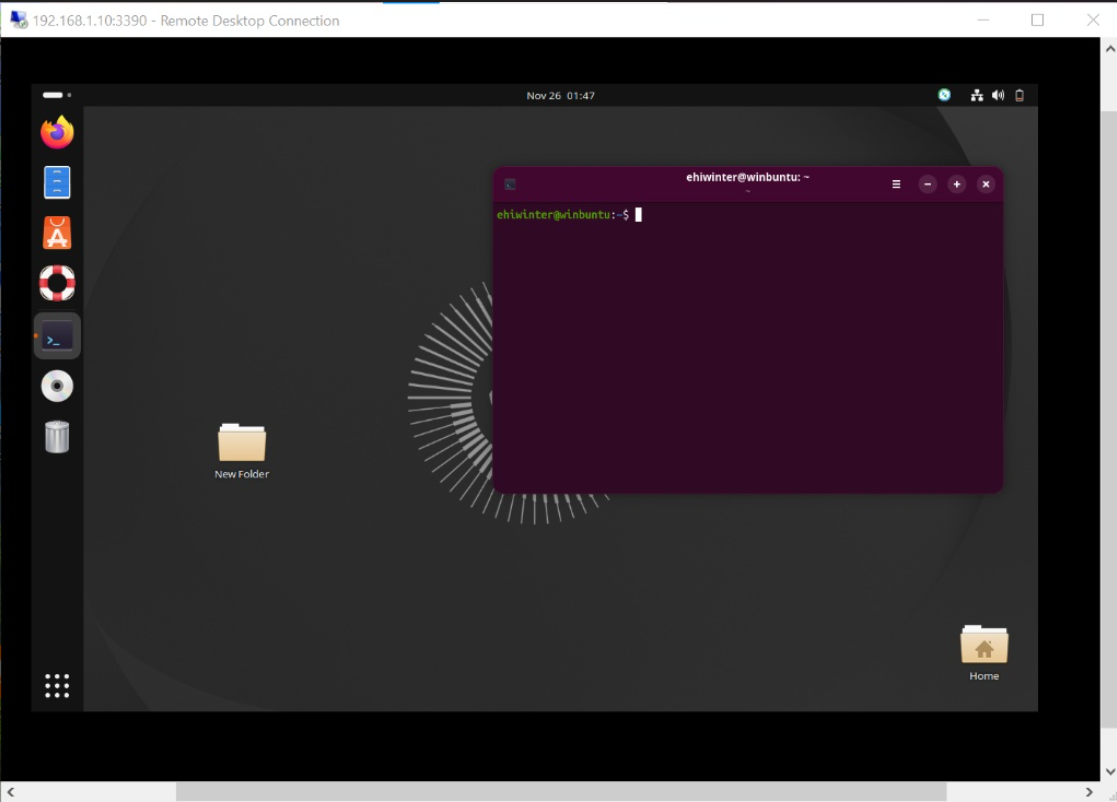 192.168.1.10:3390 - Remote Desktop Connection
Nov 26 01:47
ehiwinter@winbuntu: ~
~
ehiwinter@winbuntu:~$
New Folder
Home